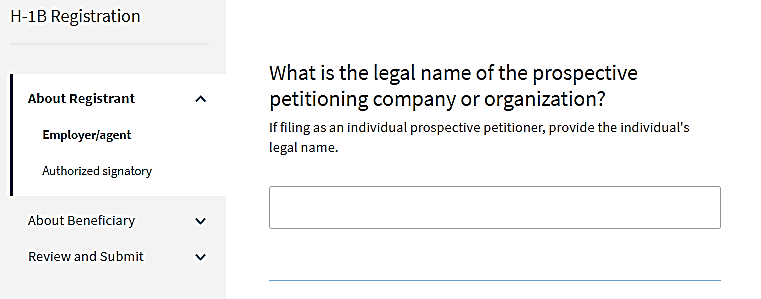 H-1B Registration
About Registrant
Employer/agent
Authorized signatory
About Beneficiary
Review and Submit
What is the legal name of the prospective
petitioning company or organization?
If filing as an individual prospective petitioner, provide the individual's
legal name.